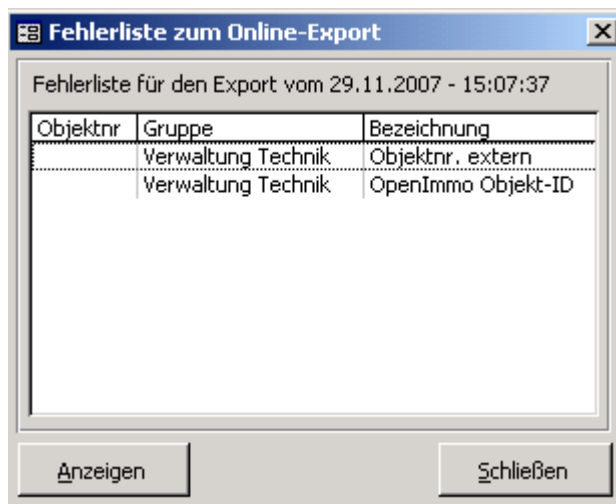 Fehlerliste zum Online-Export
Fehlerliste für den Export vom 29.11.2007 - 15:07:37
Objektnr Gruppe Bezeichnung
Verwaltung Technik Objektnr. extern
Verwaltung Technik OpenImmo Objekt-ID
Anzeigen Schließen